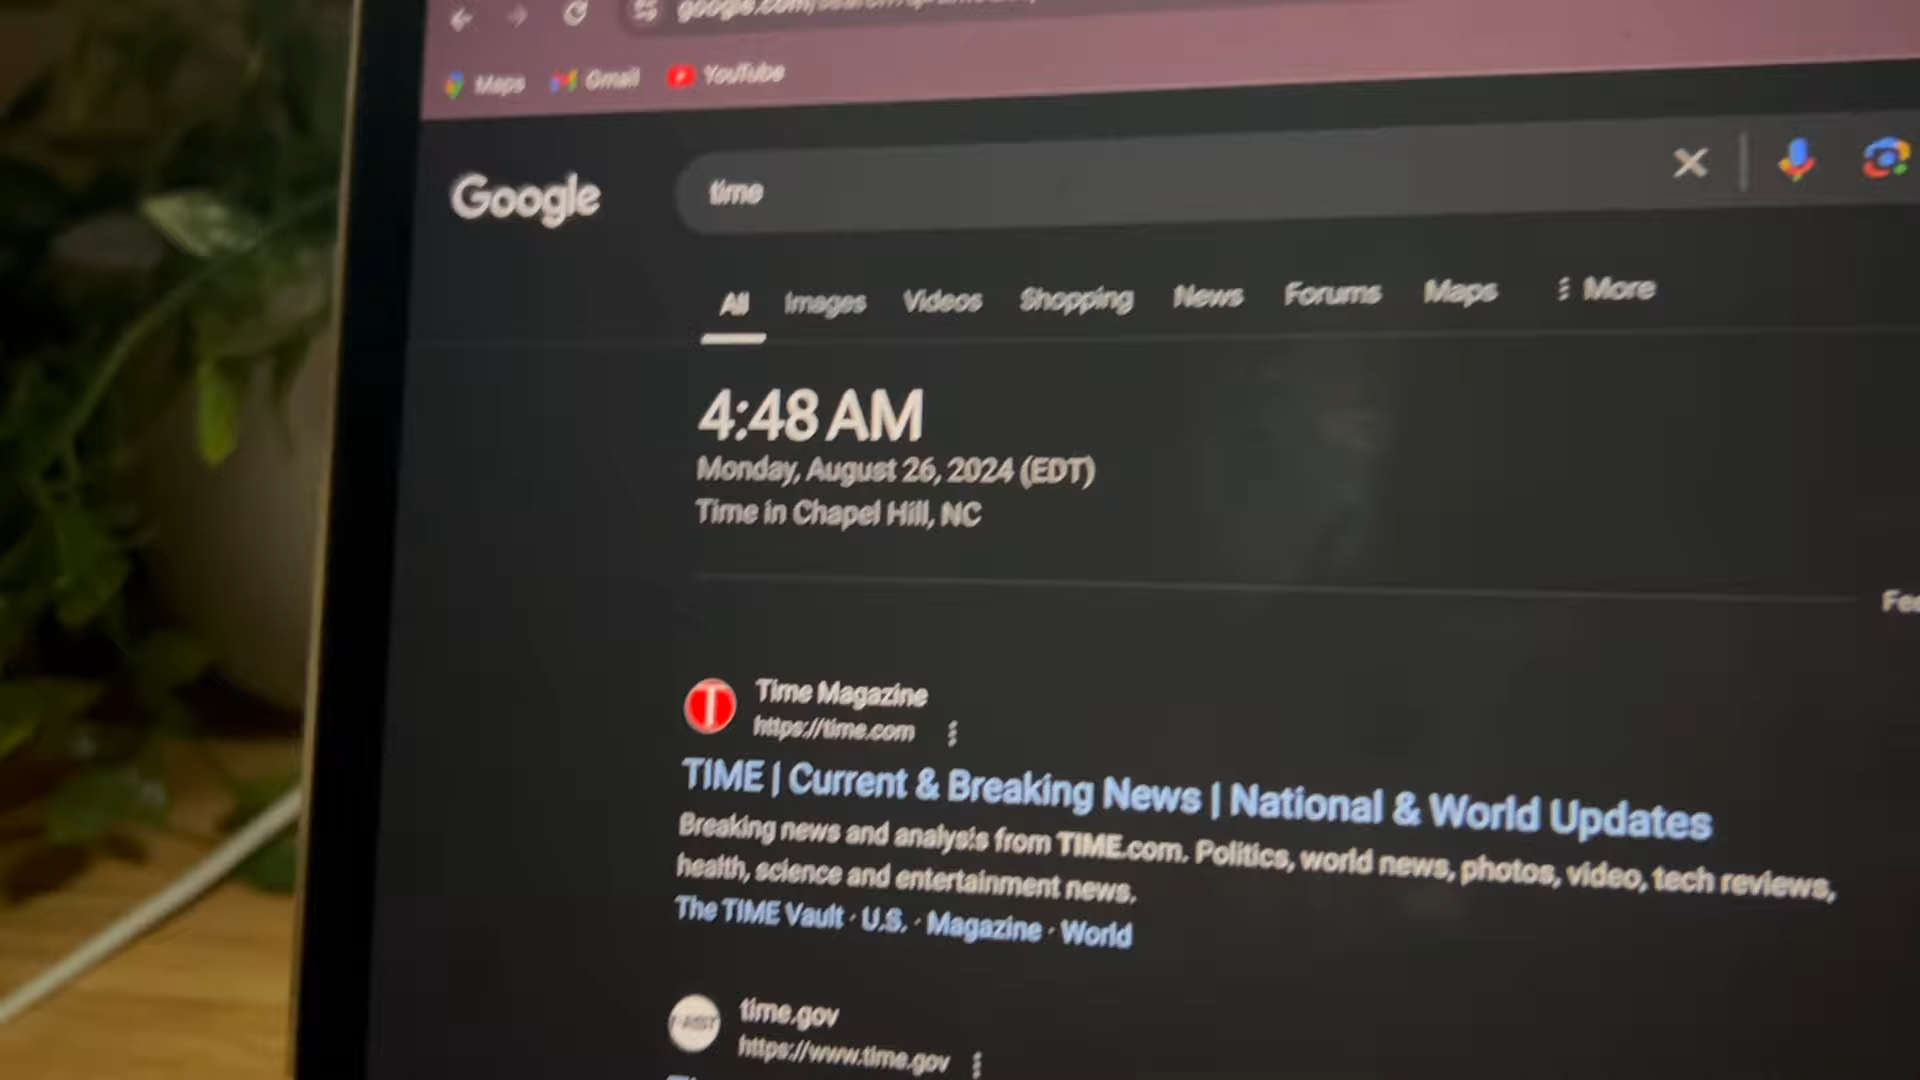 Maps Gmail YouTube
Google
time
All Images Videos Shopping News Forums Maps More
4:48 AM
Monday, August 26, 2024 (EDT)
Time in Chapel Hill, NC
Time Magazine
https://time.com
TIME | Current & Breaking News | National & World Updates
Breaking news and analysis from TIME.com. Politics, world news, photos, video, tech reviews,
health, science and entertainment news.
The TIME Vault · U.S. · Magazine · World
time.gov
https://www.time.gov